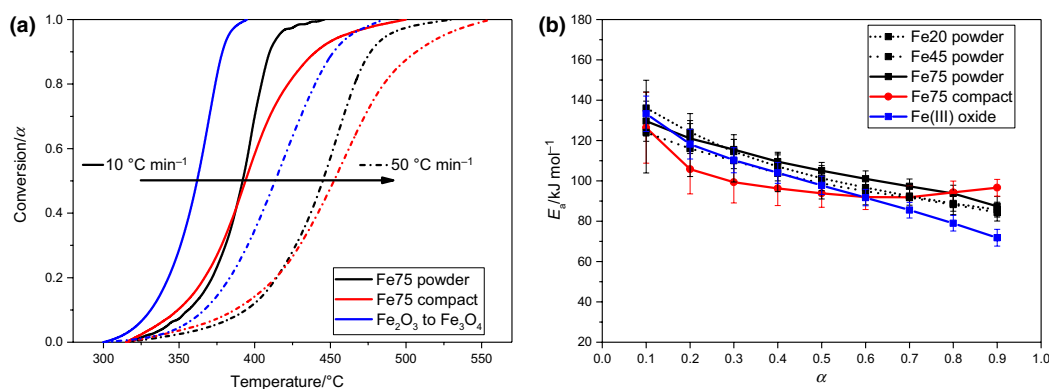 (a)
1.0
0.8
0.6
0.4
0.2
0.0
Conversion/α
10 °C min⁻¹
50 °C min⁻¹
Fe75 powder
Fe75 compact
Fe₂O₃ to Fe₃O₄
300 350 400 450 500 550
Temperature/°C
(b)
180
160
140
120
100
80
60
40
20
Eₐ/kJ mol⁻¹
Fe20 powder
Fe45 powder
Fe75 powder
Fe75 compact
Fe(III) oxide
0.0 0.1 0.2 0.3 0.4 0.5 0.6 0.7 0.8 0.9 1.0
α